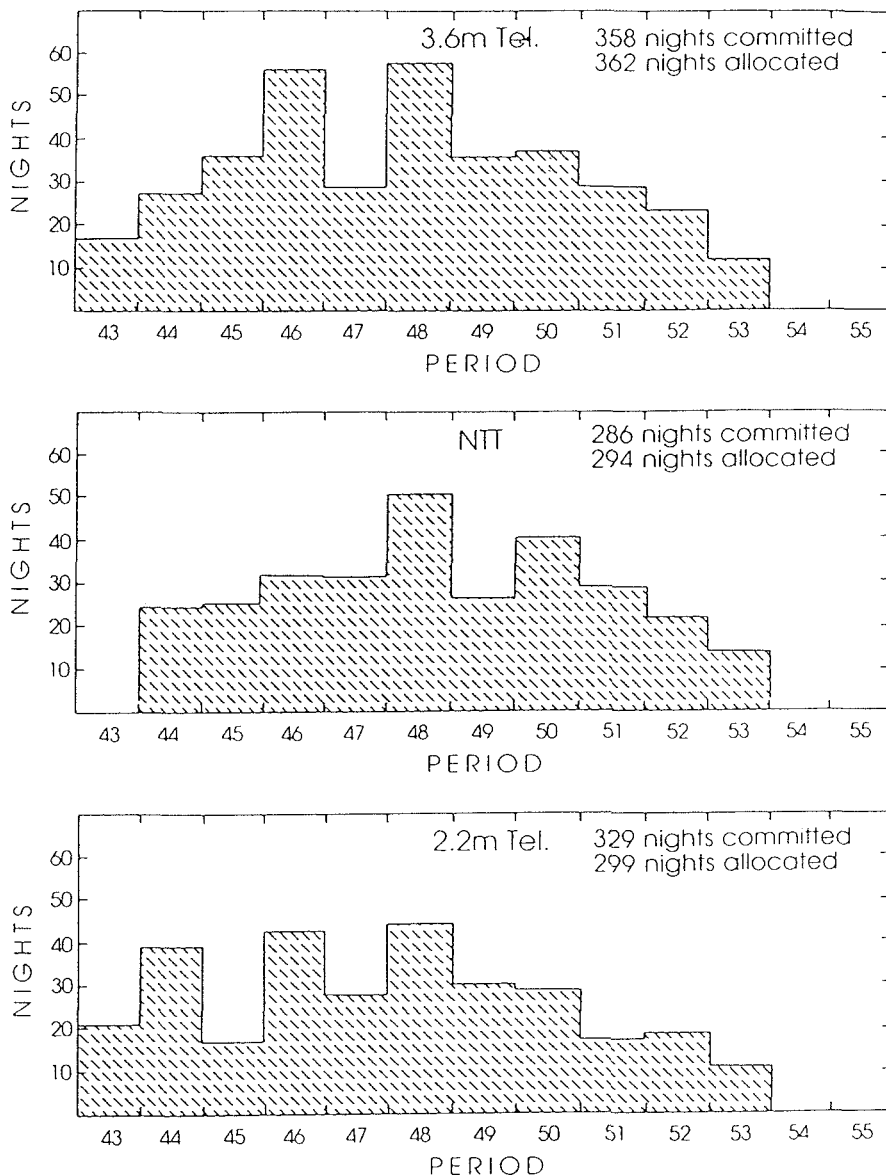 3.6m Tel. 358 nights committed
362 nights allocated
NIGHTS
60
50
40
30
20
10
43 44 45 46 47 48 49 50 51 52 53 54 55
PERIOD
NTT 286 nights committed
294 nights allocated
NIGHTS
60
50
40
30
20
10
43 44 45 46 47 48 49 50 51 52 53 54 55
PERIOD
2.2m Tel. 329 nights committed
299 nights allocated
NIGHTS
60
50
40
30
20
10
43 44 45 46 47 48 49 50 51 52 53 54 55
PERIOD